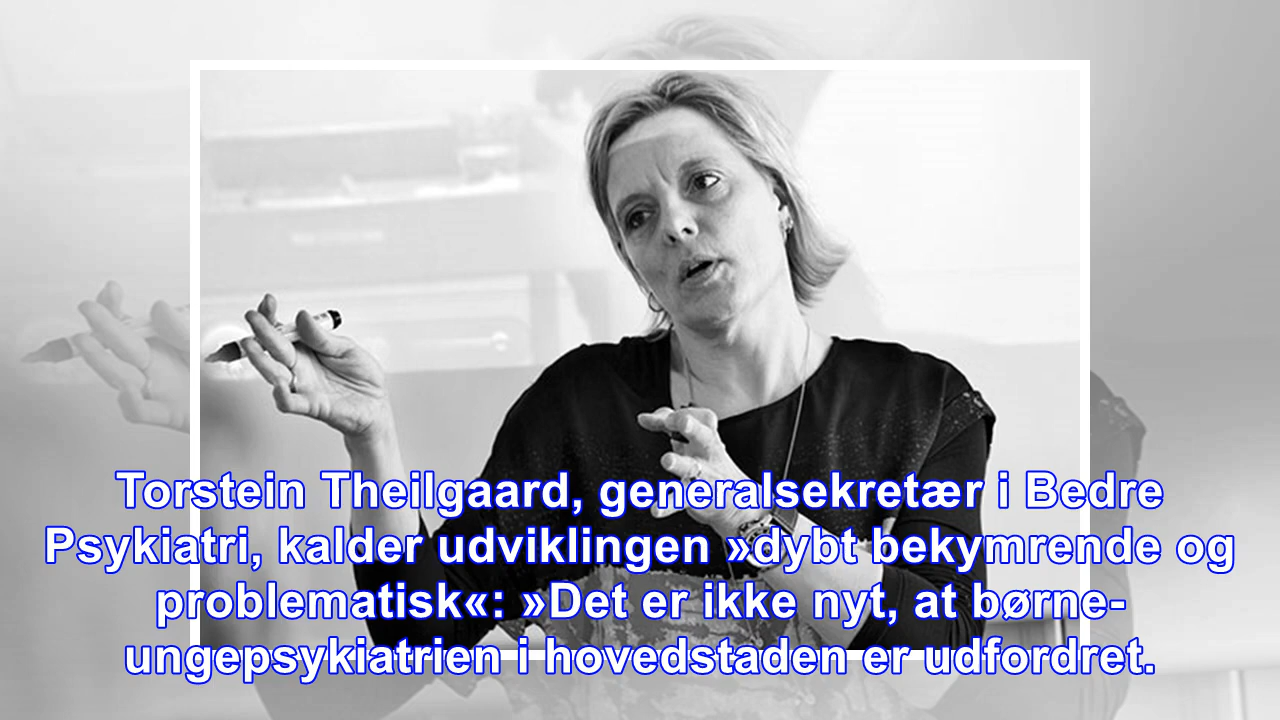 Torstein Theilgaard, generalsekretær i Bedre
Psykiatri, kalder udviklingen »dybt bekymrende og
problematisk«: »Det er ikke nyt, at børne-
ungepsykiatrien i hovedstaden er udfordret.